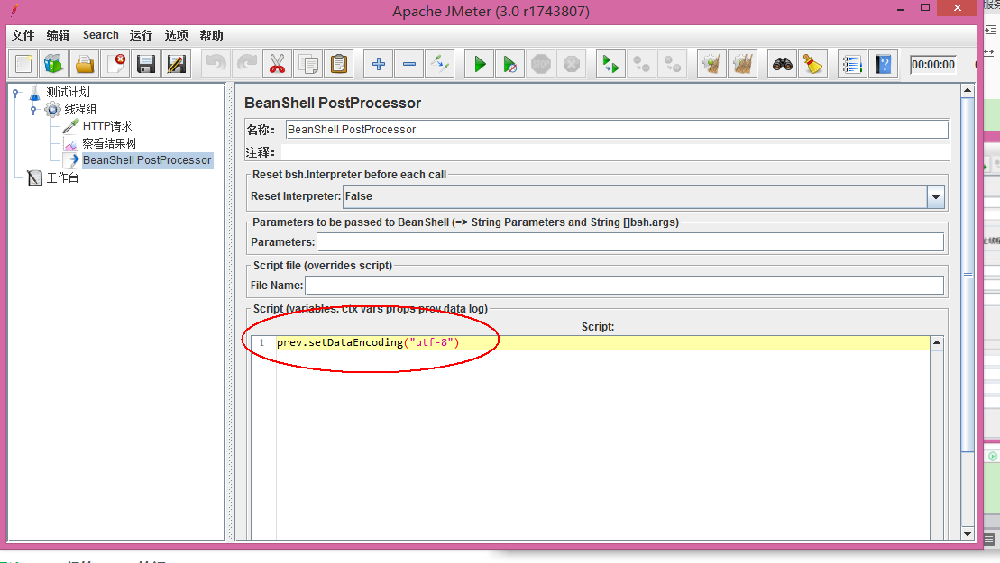 Apache JMeter (3.0 r1743807)
文件 编辑 Search 运行 选项 帮助
STOP
00:00:00
测试计划
线程组
HTTP请求
察看结果树
BeanShell PostProcessor
工作台
BeanShell PostProcessor
名称： BeanShell PostProcessor
注释：
Reset bsh.Interpreter before each call
Reset Interpreter: False
Parameters to be passed to BeanShell (=> String Parameters and String []bsh.args)
Parameters:
Script file (overrides script)
File Name:
Script (variables: ctx vars props prev data log)
Script:
1 prev.setDataEncoding("utf-8")
服务